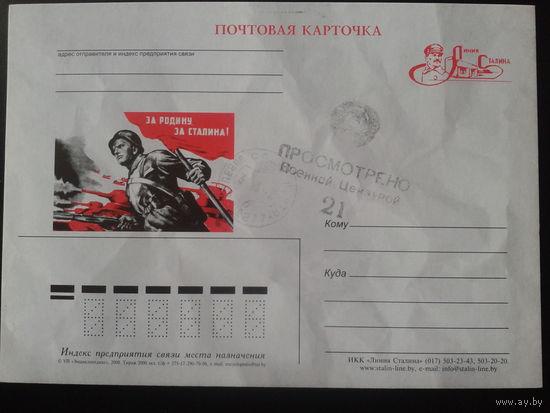 ПОЧТОВАЯ КАРТОЧКА
адрес отправителя и индекс предприятия связи
Линия
Сталина
ЗА РОДИНУ,
ЗА СТАЛИНА!
ПРОСМОТРЕНО
Военной Цензурой
21
Кому
Куда
Индекс предприятия связи места назначения
ИКК «Линия Сталина» (017) 503-23-43, 503-20-20.
www.stalin-line.by, e-mail: info@stalin-line.by
www.ay.by